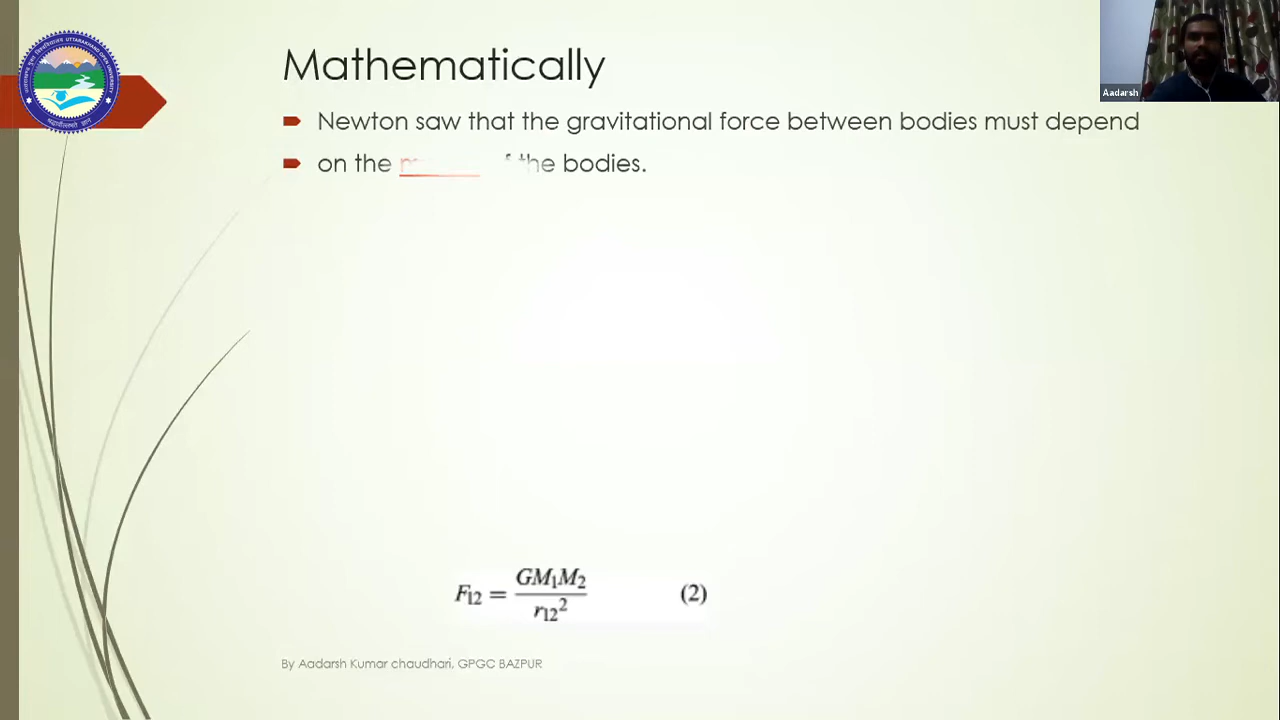 Mathematically
Aadarsh
Newton saw that the gravitational force between bodies must depend
on the the bodies.
F12 = GM1M2 / r12² (2)
By Aadarsh Kumar chaudhari, GPGC BAZPUR